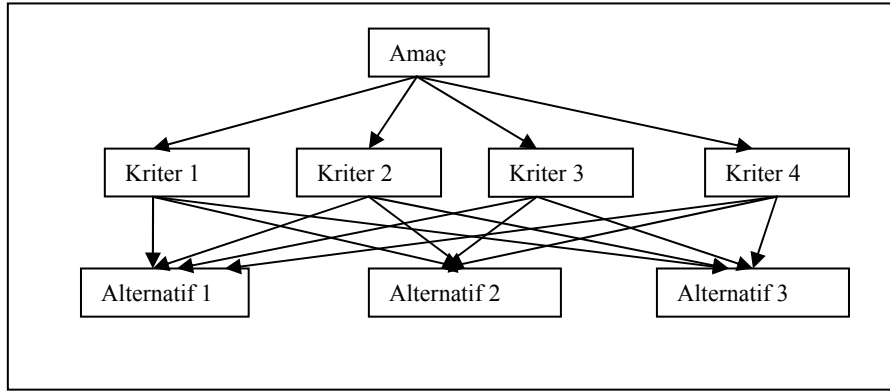 Amaç
Kriter 1
Kriter 2
Kriter 3
Kriter 4
Alternatif 1
Alternatif 2
Alternatif 3